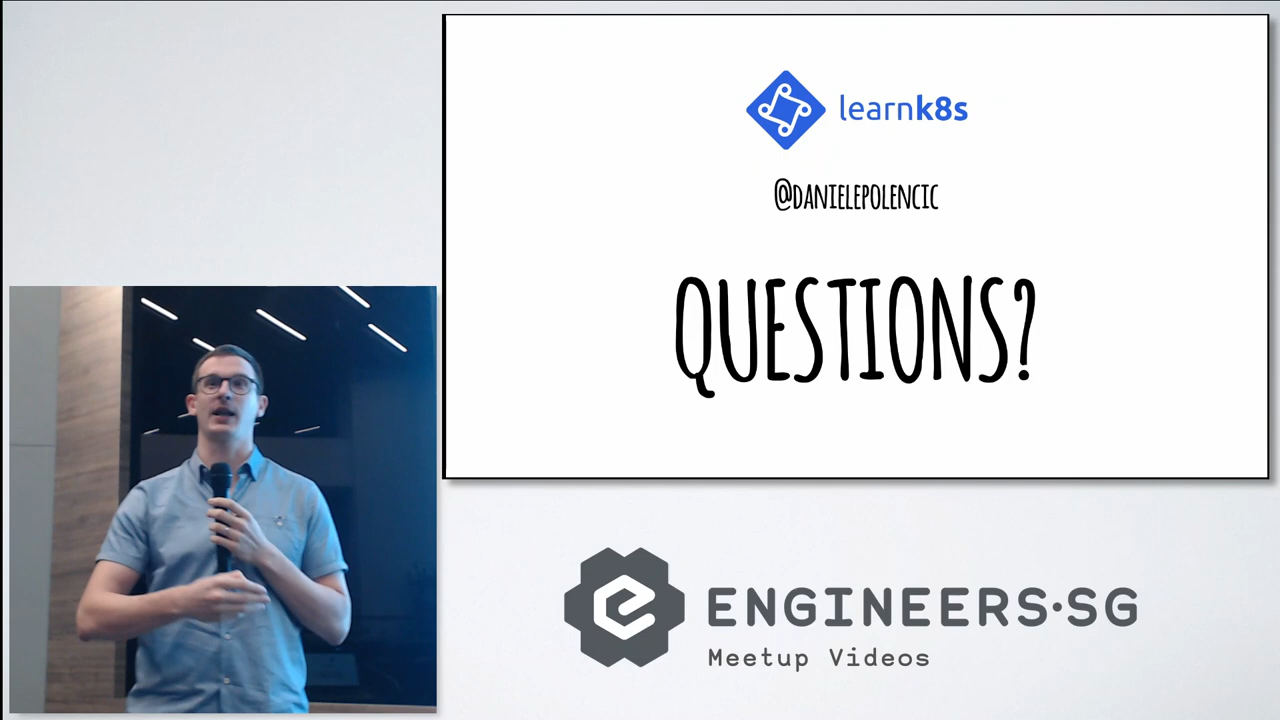 learnk8s
@DANIELEPOLENCIC
QUESTIONS?
ENGINEERS·SG
Meetup Videos